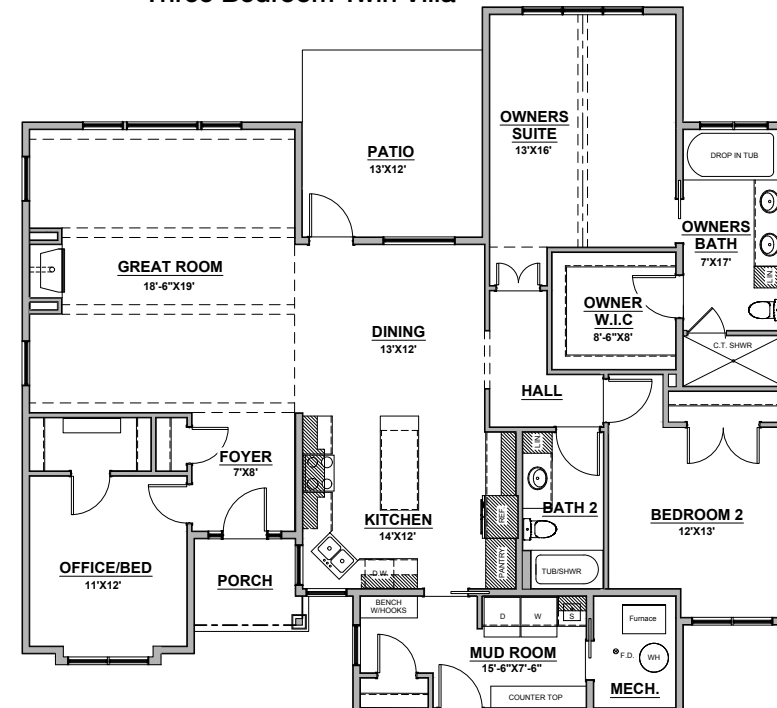 Three Bedroom Twin Villa
OWNERS
SUITE
13'X16'
PATIO
13'X12'
DROP IN TUB
OWNERS
BATH
7'X17'
LIN.
GREAT ROOM
18'-6"X19'
OWNER
W.I.C
8'-6"X8'
DINING
13'X12'
C.T. SHWR
HALL
FOYER
7'X8'
LIN.
KITCHEN
14'X12'
REF.
BATH 2
BEDROOM 2
12'X13'
OFFICE/BED
11'X12'
PORCH
D.W.
PANTRY
TUB/SHWR
BENCH
W/HOOKS
D
W
S
Furnace
MUD ROOM
15'-6"X7'-6"
F.D.
WH
COUNTER TOP
MECH.